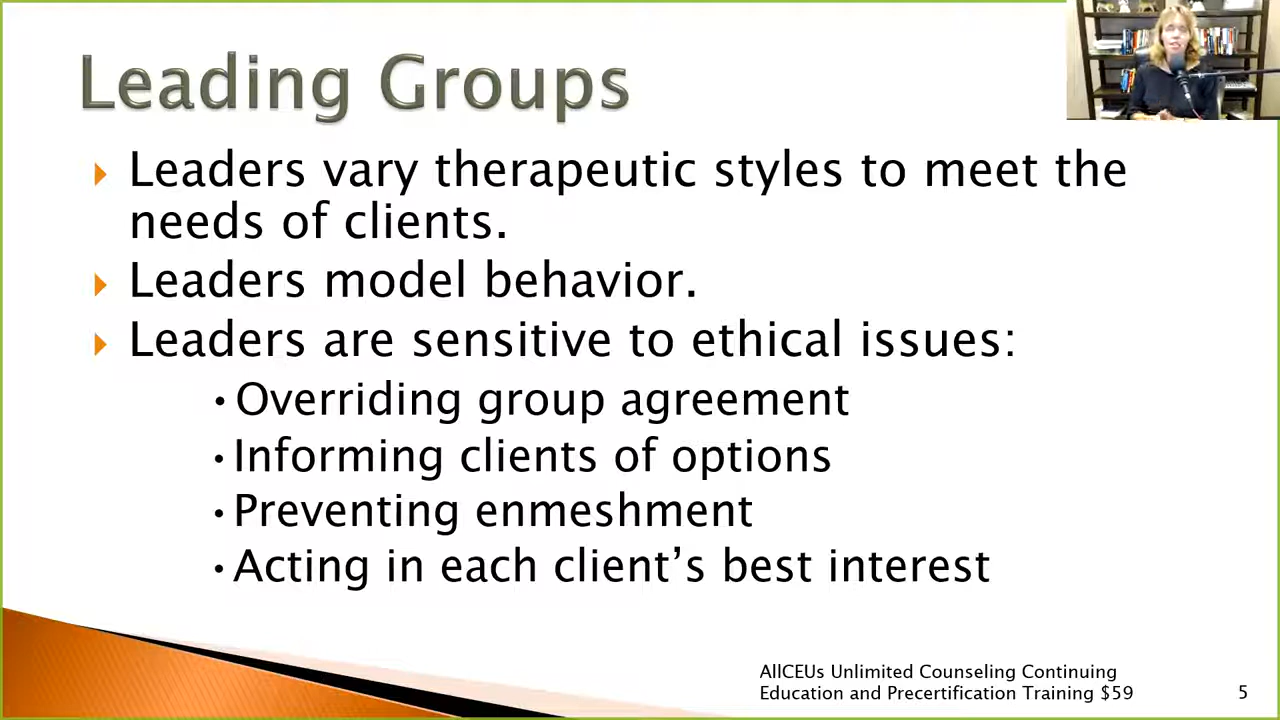 Leading Groups
Leaders vary therapeutic styles to meet the
needs of clients.
Leaders model behavior.
Leaders are sensitive to ethical issues:
•Overriding group agreement
•Informing clients of options
•Preventing enmeshment
•Acting in each client’s best interest
AllCEUs Unlimited Counseling Continuing
Education and Precertification Training $59
5